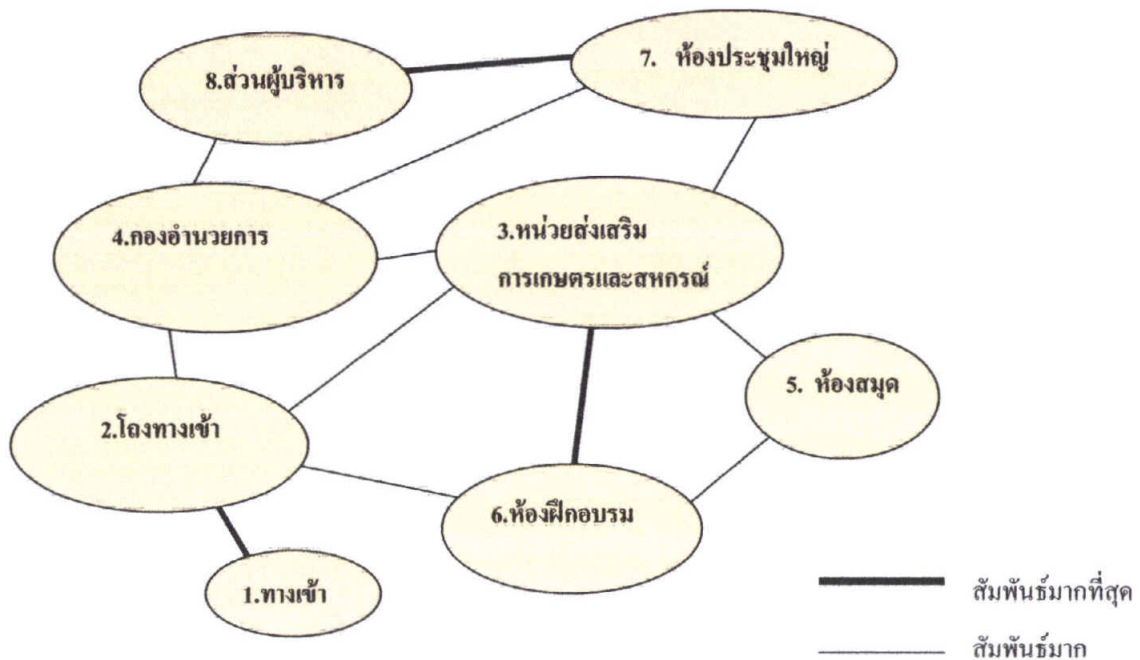 7. ห้องประชุมใหญ่
8.ส่วนผู้บริหาร
4.กองอำนวยการ
3.หน่วยส่งเสริม
การเกษตรและสหกรณ์
5. ห้องสมุด
2.โถงทางเข้า
6.ห้องฝึกอบรม
1.ทางเข้า
สัมพันธ์มากที่สุด
สัมพันธ์มาก